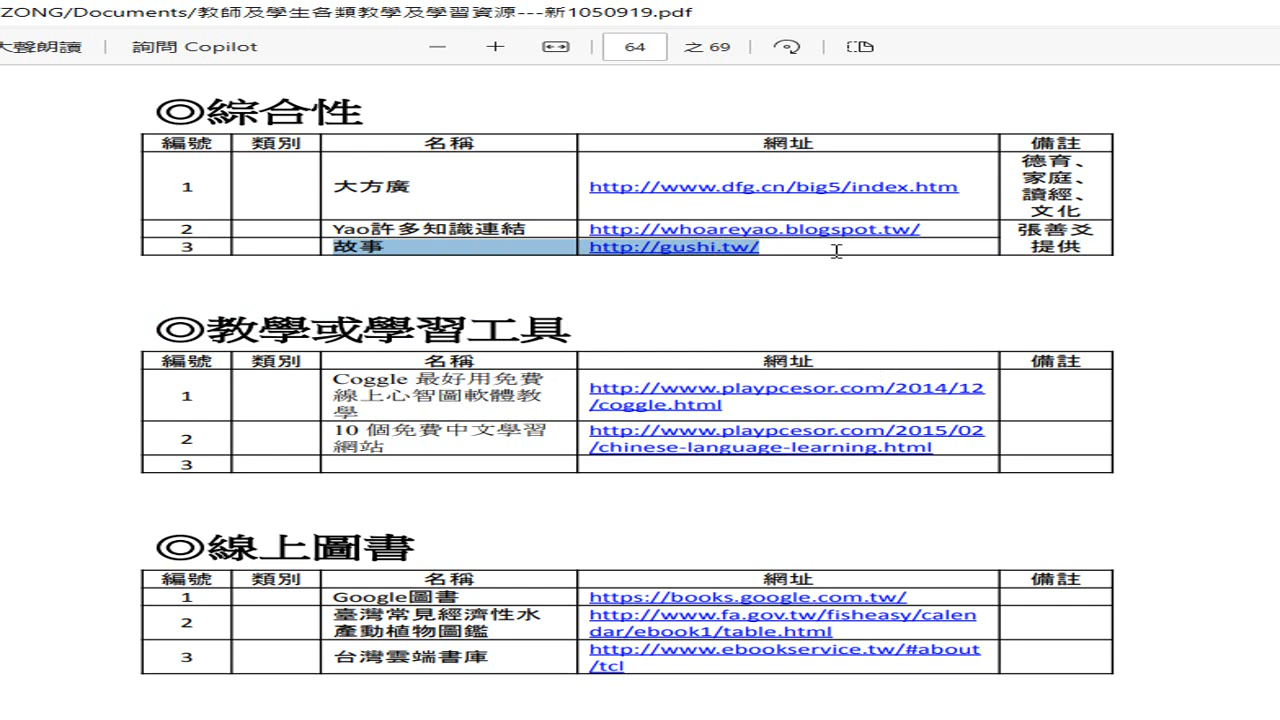 ZONG/Documents/教師及學生各類教學及學習資源---新1050919.pdf
大聲朗讀 詢問 Copilot 64 之 69
◎綜合性
編號 類別 名稱 網址 備註
1 大方廣 http://www.dfg.cn/big5/index.htm 德育、
家庭、
讀經、
文化
2 Yao許多知識連結 http://whoareyao.blogspot.tw/ 張善爻
3 故事 http://gushi.tw/ 提供
◎教學或學習工具
編號 類別 名稱 網址 備註
1 Coggle 最好用免費 http://www.playpcesor.com/2014/12
線上心智圖軟體教 /coggle.html
學
2 10 個免費中文學習 http://www.playpcesor.com/2015/02
網站 /chinese-language-learning.html
3
◎線上圖書
編號 類別 名稱 網址 備註
1 Google圖書 https://books.google.com.tw/
2 臺灣常見經濟性水 http://www.fa.gov.tw/fisheasy/calen
產動植物圖鑑 dar/ebook1/table.html
3 台灣雲端書庫 http://www.ebookservice.tw/#about
/tcl